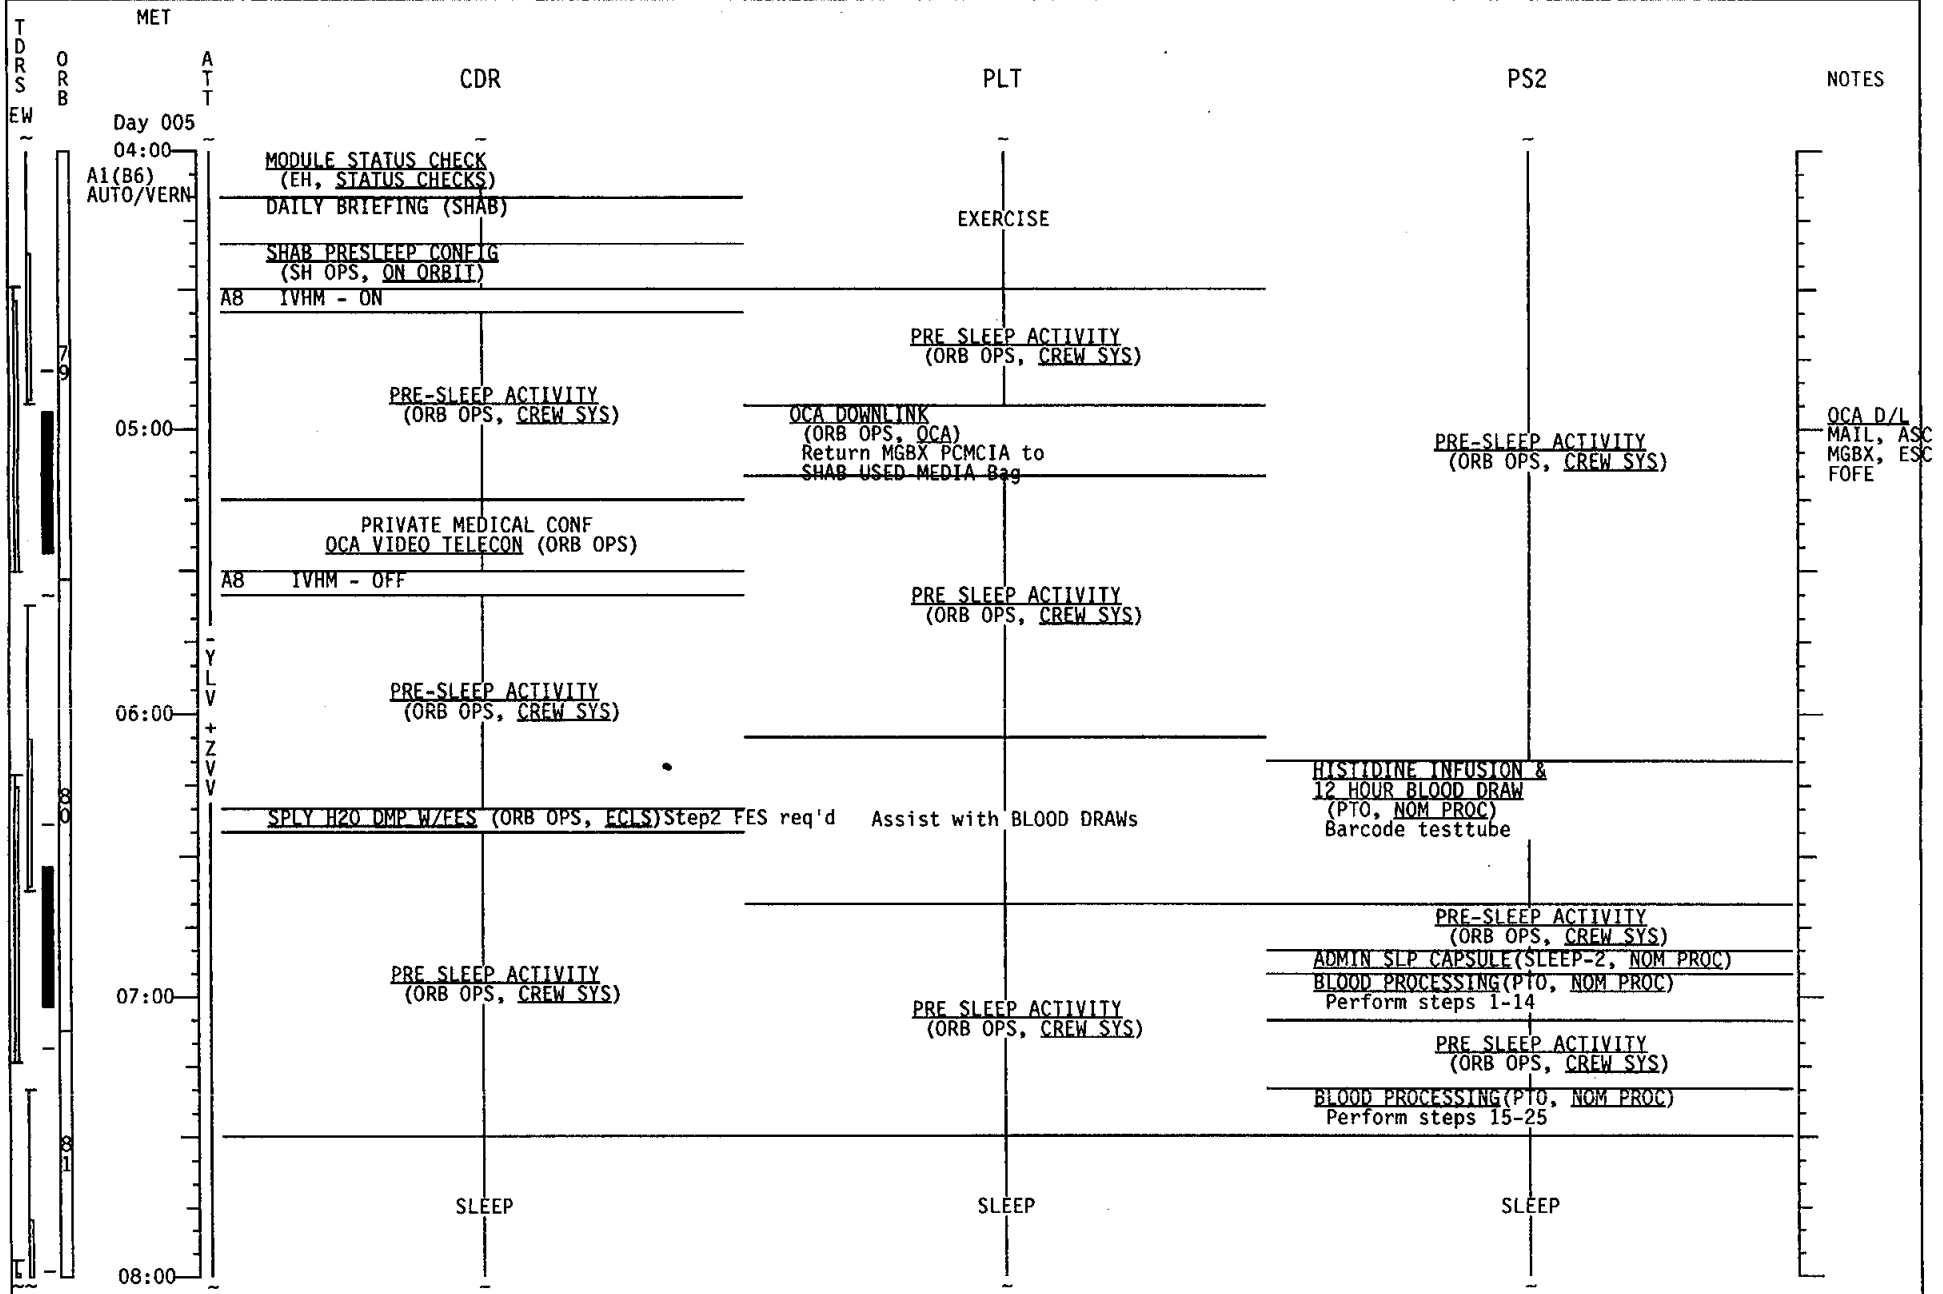 MET
TDRS
ORB
ATT
CDR
PLT
PS2
NOTES
EW
Day 005
04:00
A1(B6)
AUTO/VERN
MODULE STATUS CHECK
(EH, STATUS CHECKS)
DAILY BRIEFING (SHAB)
EXERCISE
SHAB PRESLEEP CONFIG
(SH OPS, ON ORBIT)
A8 IVHM - ON
PRE SLEEP ACTIVITY
(ORB OPS, CREW SYS)
79
PRE-SLEEP ACTIVITY
(ORB OPS, CREW SYS)
05:00
OCA DOWNLINK
(ORB OPS, OCA)
Return MGBX PCMCIA to
SHAB USED MEDIA Bag
PRE-SLEEP ACTIVITY
(ORB OPS, CREW SYS)
OCA D/L
MAIL, ASC
MGBX, ESC
FOFE
PRIVATE MEDICAL CONF
OCA VIDEO TELECON (ORB OPS)
A8 IVHM - OFF
PRE SLEEP ACTIVITY
(ORB OPS, CREW SYS)
-YLV +ZVV
PRE-SLEEP ACTIVITY
(ORB OPS, CREW SYS)
06:00
80
HISTIDINE INFUSION &
12 HOUR BLOOD DRAW
(PTO, NOM PROC)
Barcode testtube
SPLY H2O DMP W/FES (ORB OPS, ECLS)Step2 FES req'd
Assist with BLOOD DRAWs
PRE-SLEEP ACTIVITY
(ORB OPS, CREW SYS)
ADMIN SLP CAPSULE(SLEEP-2, NOM PROC)
PRE SLEEP ACTIVITY
(ORB OPS, CREW SYS)
07:00
BLOOD PROCESSING(PTO, NOM PROC)
Perform steps 1-14
PRE SLEEP ACTIVITY
(ORB OPS, CREW SYS)
PRE SLEEP ACTIVITY
(ORB OPS, CREW SYS)
BLOOD PROCESSING(PTO, NOM PROC)
Perform steps 15-25
81
SLEEP
SLEEP
SLEEP
08:00